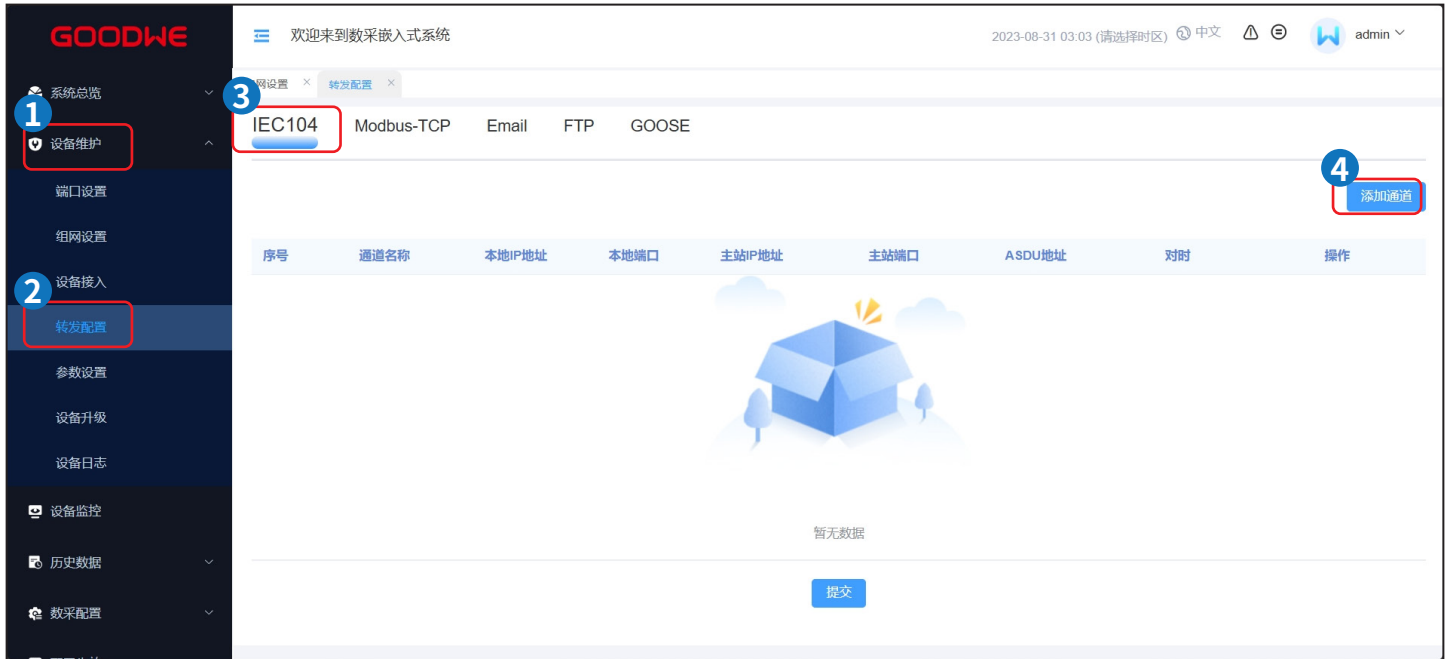 GOODWE
欢迎来到数采嵌入式系统
2023-08-31 03:03 (请选择时区)
中文
admin
网设置 ×
转发配置 ×
系统总览
1
设备维护
端口设置
组网设置
设备接入
2
转发配置
参数设置
设备升级
设备日志
设备监控
历史数据
数采配置
3
IEC104
Modbus-TCP
Email
FTP
GOOSE
4
添加通道
序号
通道名称
本地IP地址
本地端口
主站IP地址
主站端口
ASDU地址
对时
操作
暂无数据
提交